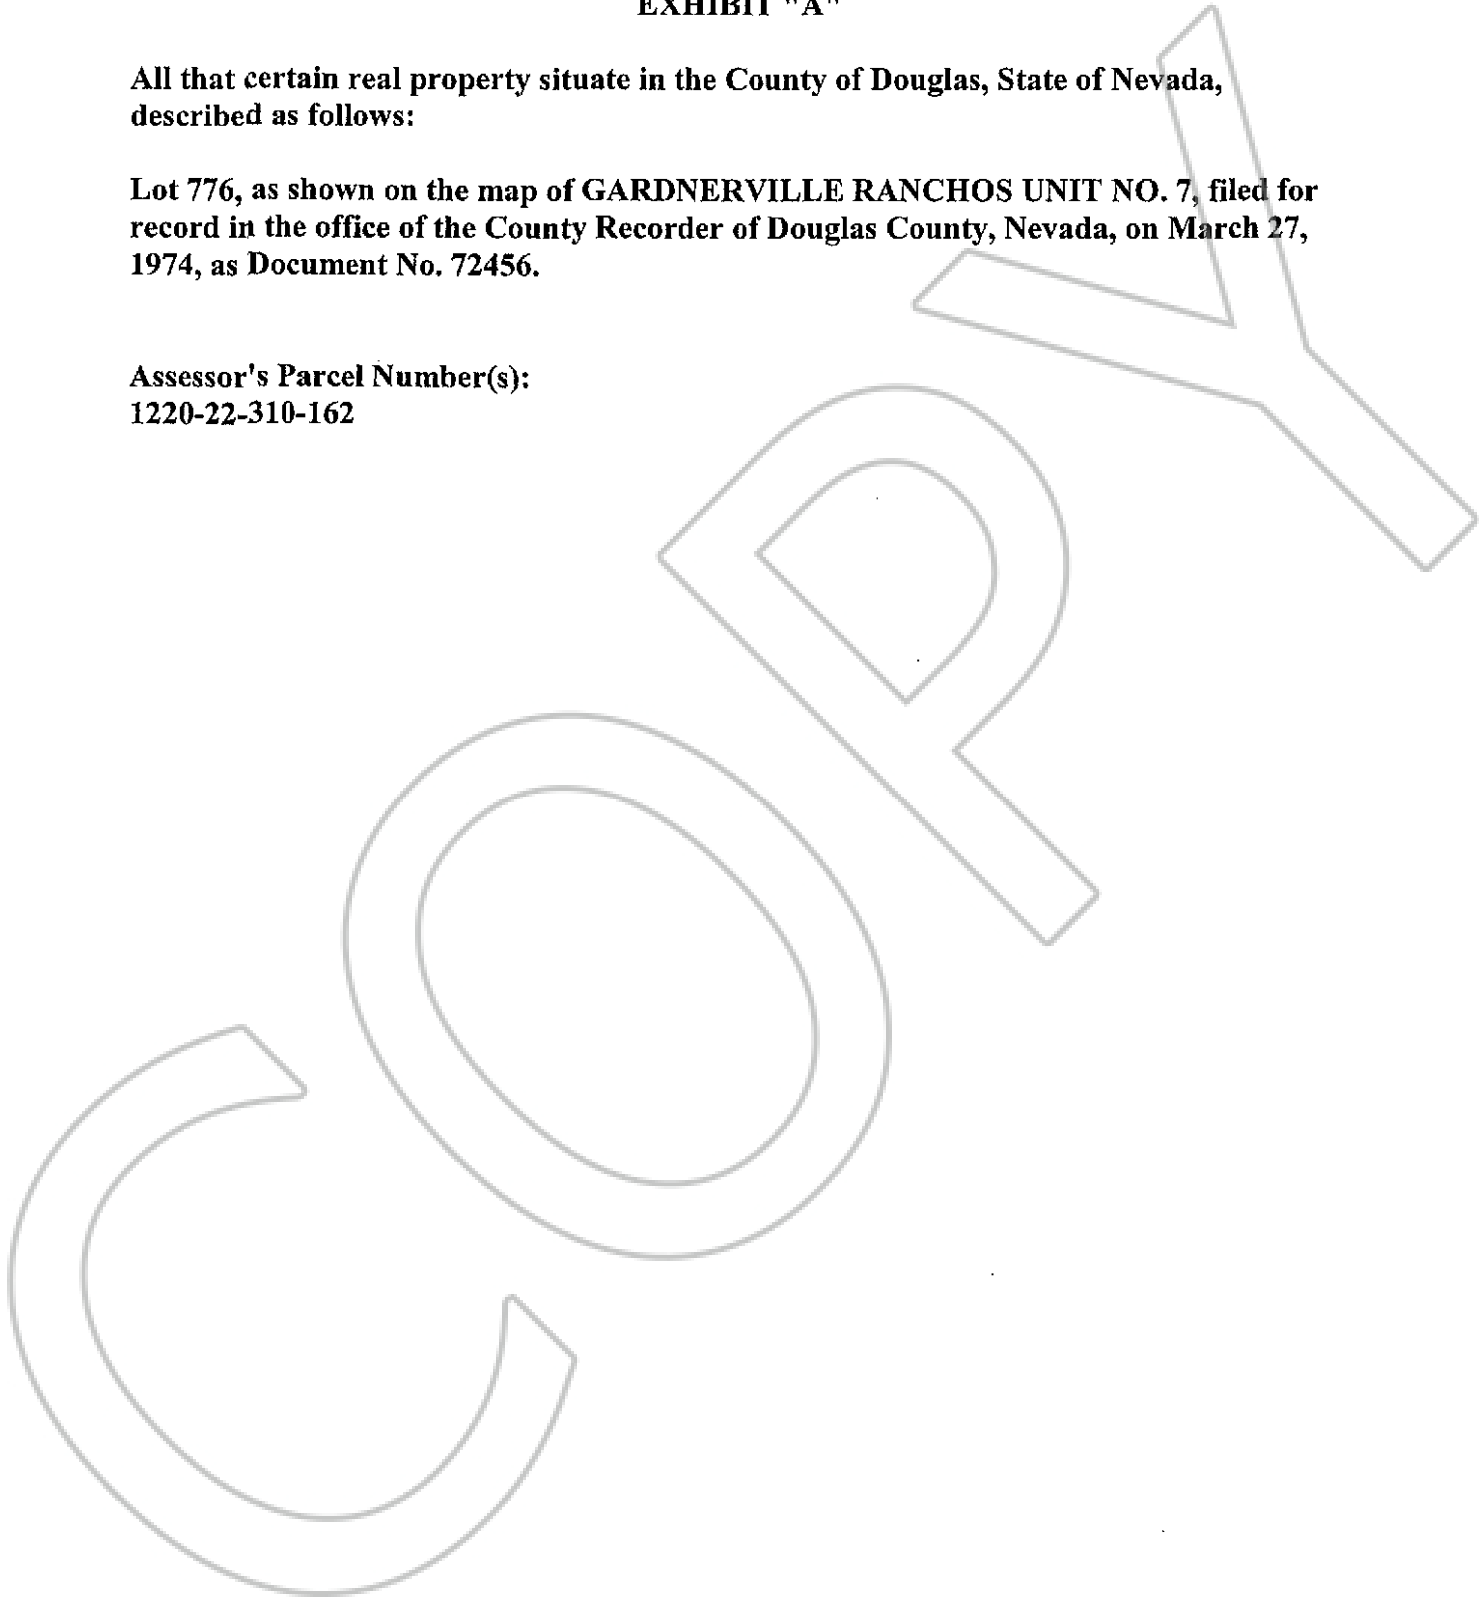 EXHIBIT "A"
All that certain real property situate in the County of Douglas, State of Nevada,
described as follows:
Lot 776, as shown on the map of GARDNERVILLE RANCHOS UNIT NO. 7, filed for
record in the office of the County Recorder of Douglas County, Nevada, on March 27,
1974, as Document No. 72456.
Assessor's Parcel Number(s):
1220-22-310-162
COPY